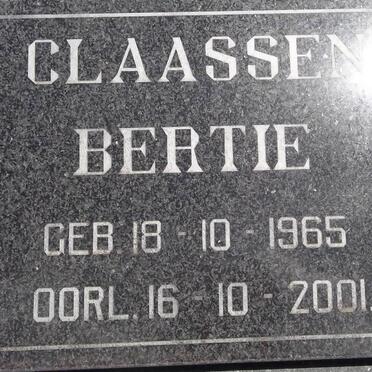 CLAASSEN
BERTIE
GEB. 18 - 10 - 1965
OORL. 16 - 10 - 2001.